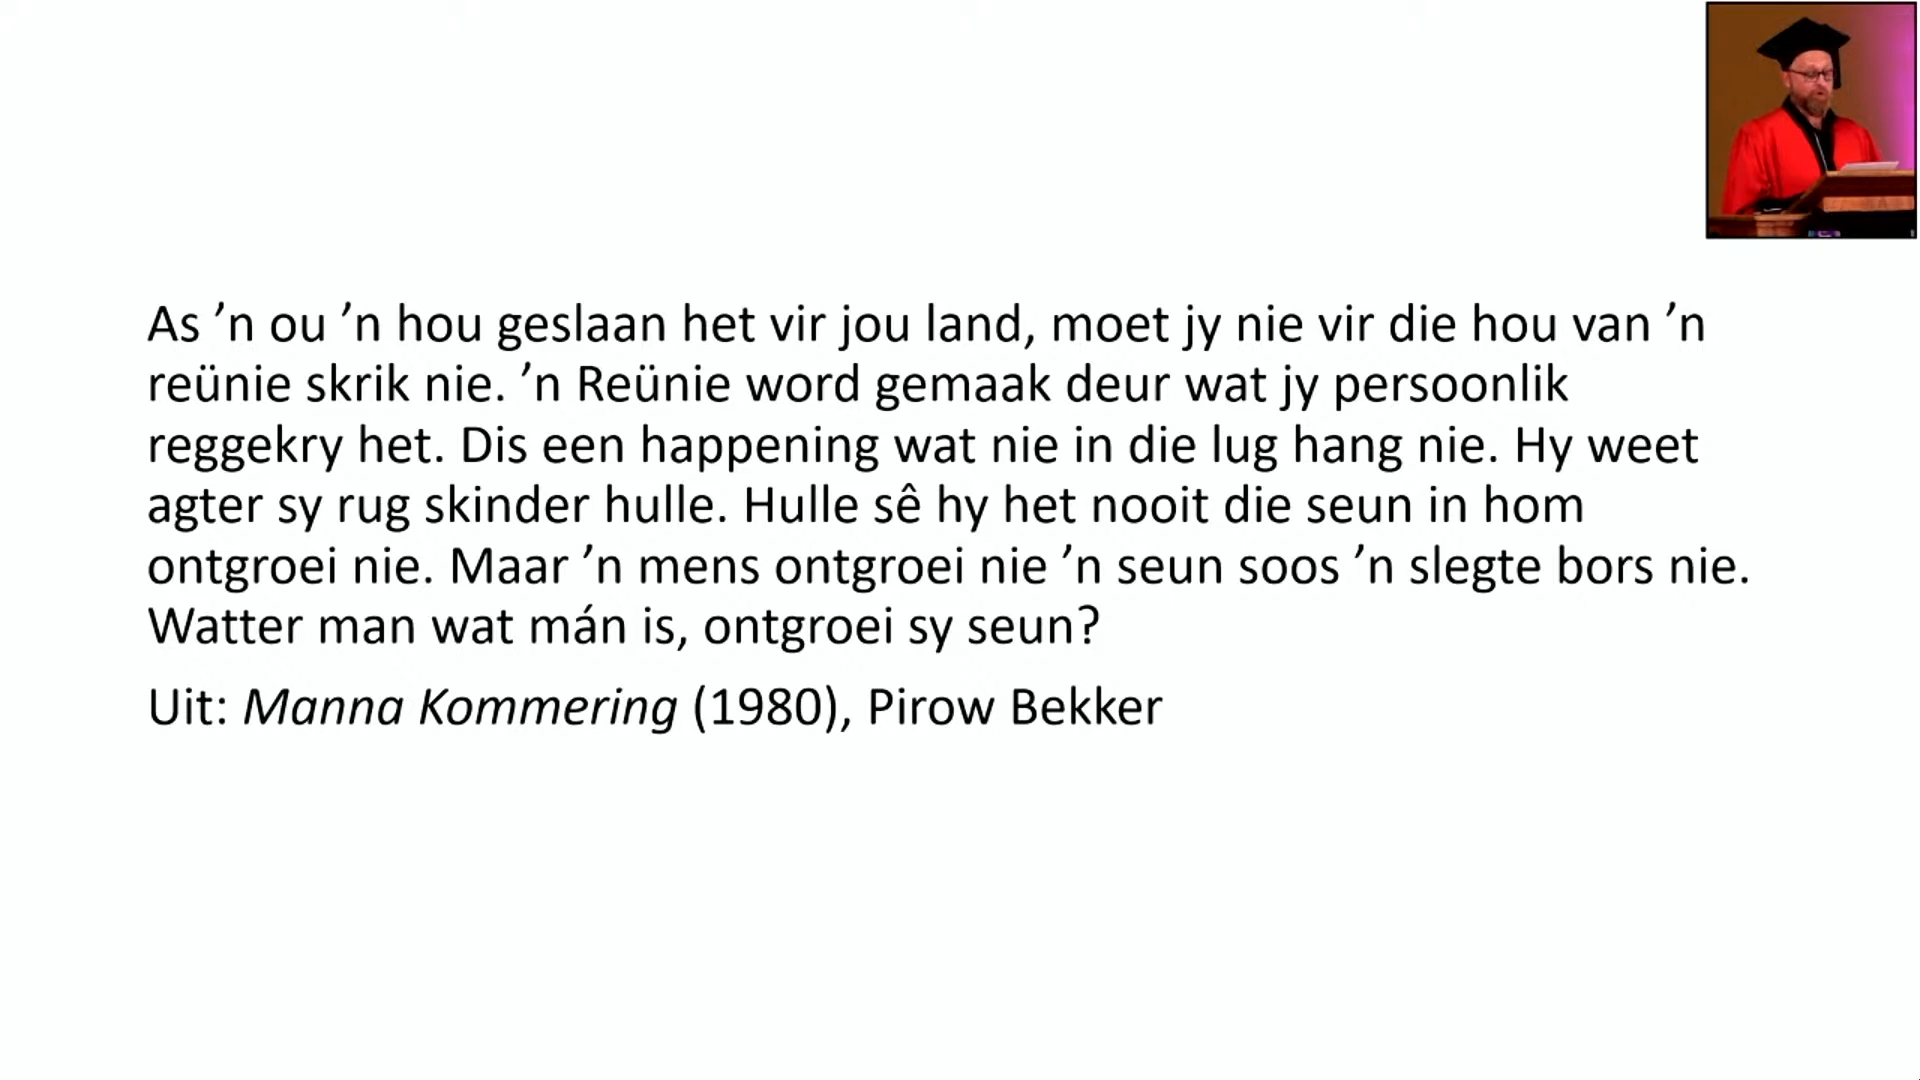 As ’n ou ’n hou geslaan het vir jou land, moet jy nie vir die hou van ’n
reünie skrik nie. ’n Reünie word gemaak deur wat jy persoonlik
reggekry het. Dis een happening wat nie in die lug hang nie. Hy weet
agter sy rug skinder hulle. Hulle sê hy het nooit die seun in hom
ontgroei nie. Maar ’n mens ontgroei nie ’n seun soos ’n slegte bors nie.
Watter man wat mán is, ontgroei sy seun?
Uit: Manna Kommering (1980), Pirow Bekker